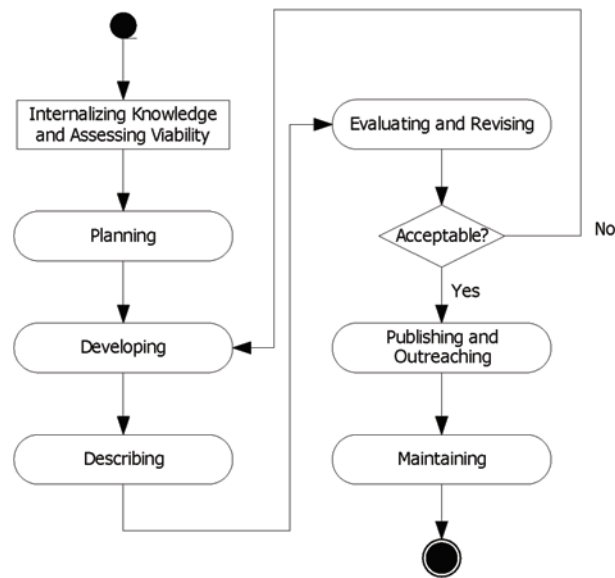 Internalizing Knowledge
and Assessing Viability
Planning
Developing
Describing
Evaluating and Revising
Acceptable?
No
Yes
Publishing and
Outreaching
Maintaining